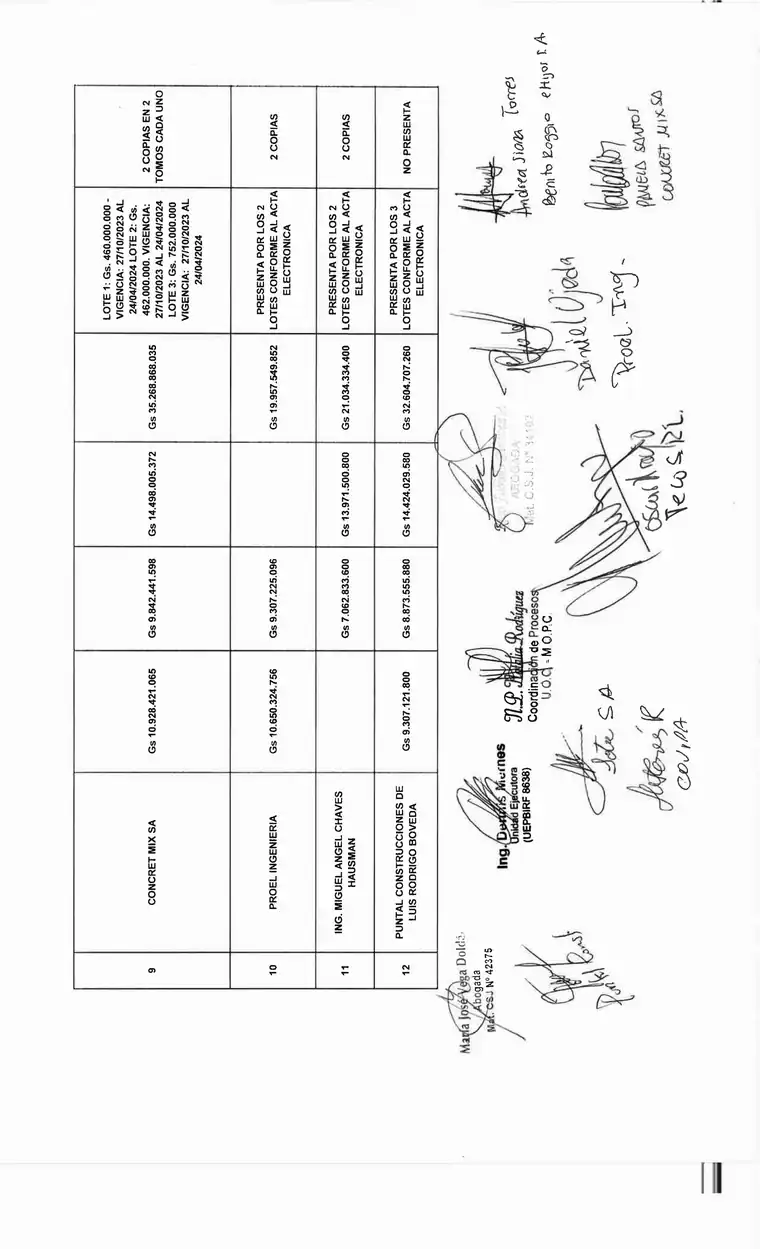 9 CONCRET MIX SA Gs 10.928.421.065 Gs 9.842.441.598 Gs 14.498.005.372 Gs 35.268.868.035
LOTE 1: Gs. 460.000.000 -
VIGENCIA: 27/10/2023 AL
24/04/2024 LOTE 2: Gs.
462.000.000. VIGENCIA:
27/10/2023 AL 24/04/2024
LOTE 3: Gs. 752.000.000
VIGENCIA: 27/10/2023 AL
24/04/2024
2 COPIAS EN 2
TOMOS CADA UNO
10 PROEL INGENIERIA Gs 10.650.324.756 Gs 9.307.225.096 Gs 19.957.549.852
PRESENTA POR LOS 2
LOTES CONFORME AL ACTA
ELECTRONICA
2 COPIAS
11
ING. MIGUEL ANGEL CHAVES
HAUSMAN
Gs 7.062.833.600 Gs 13.971.500.800 Gs 21.034.334.400
PRESENTA POR LOS 2
LOTES CONFORME AL ACTA
ELECTRONICA
2 COPIAS
12
PUNTAL CONSTRUCCIONES DE
LUIS RODRIGO BOVEDA
Gs 9.307.121.800 Gs 8.873.555.880 Gs 14.424.029.580 Gs 32.604.707.260
PRESENTA POR LOS 3
LOTES CONFORME AL ACTA
ELECTRONICA
NO PRESENTA
María José Vega Doldá.
Abogada
Mat. CSJ N° 42375
Ing. Dennis
Unidad Ejecutora
(UEPBIRF 8638)
N.P. Natalia Rodríguez
Coordinación de Procesos
U.O.C. - M.O.P.C.
ABOGADA
Mat. C.S.J. N°
Daniel Ojeda
Proel. Ing.
Andrea Torres
Benito Roggio e Hijos S.A.
PAMELA SANTOS
CONCRET MIX SA
Oscar
Tecos SRL.
SA
COVIPA